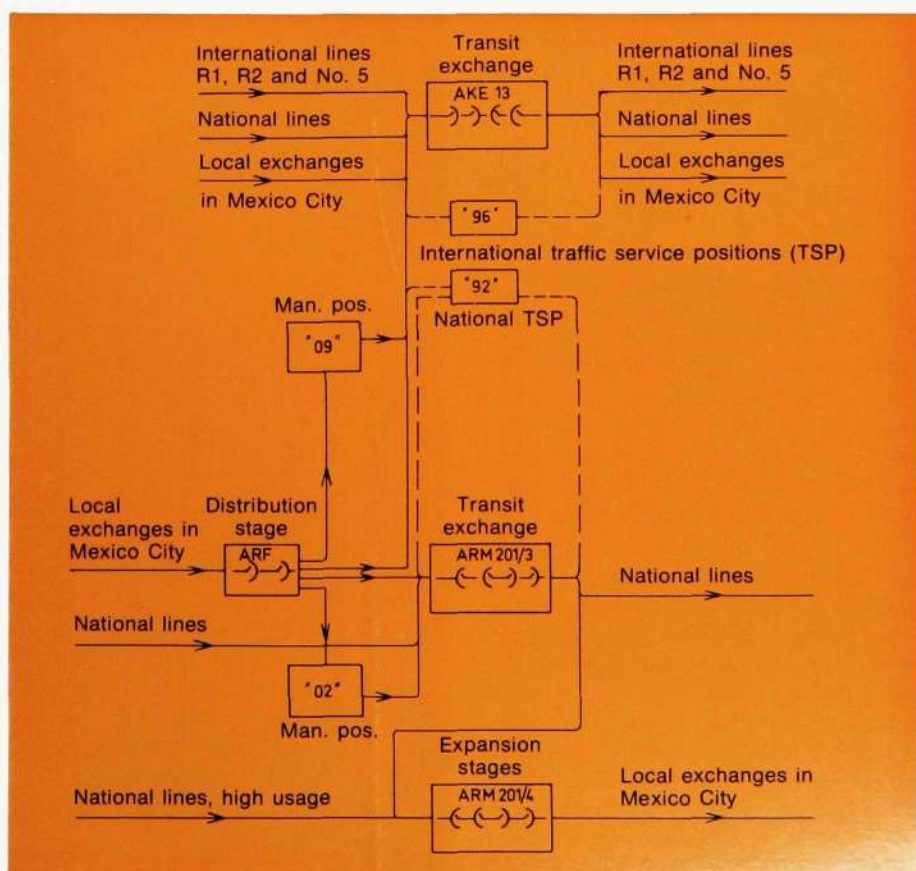 International lines
R1, R2 and No. 5
Transit
exchange
International lines
R1, R2 and No. 5
AKE 13
National lines
National lines
Local exchanges
in Mexico City
Local exchanges
in Mexico City
"96"
International traffic service positions (TSP)
"92"
National TSP
Man. pos.
"09"
Local
exchanges in
Mexico City
Distribution
stage
ARF
Transit
exchange
ARM 201/3
National lines
National lines
"02"
Man. pos.
Expansion
stages
National lines, high usage
ARM 201/4
Local exchanges in
Mexico City